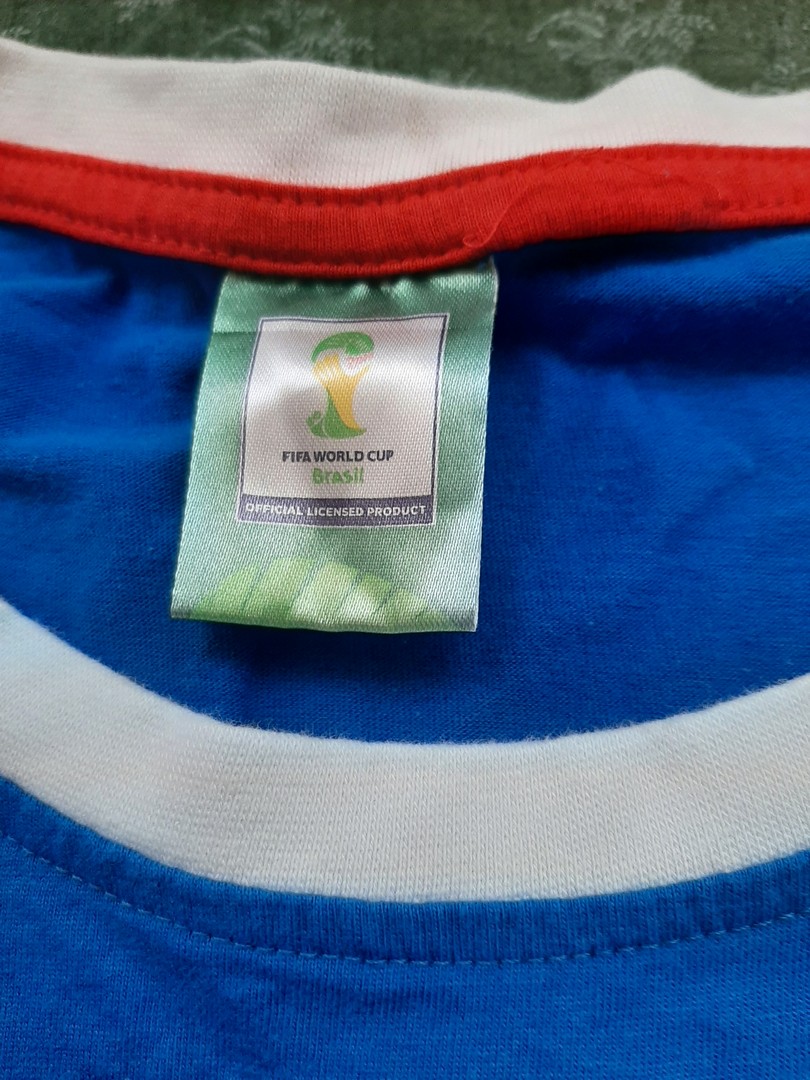 FIFA WORLD CUP
Brasil
OFFICIAL LICENSED PRODUCT